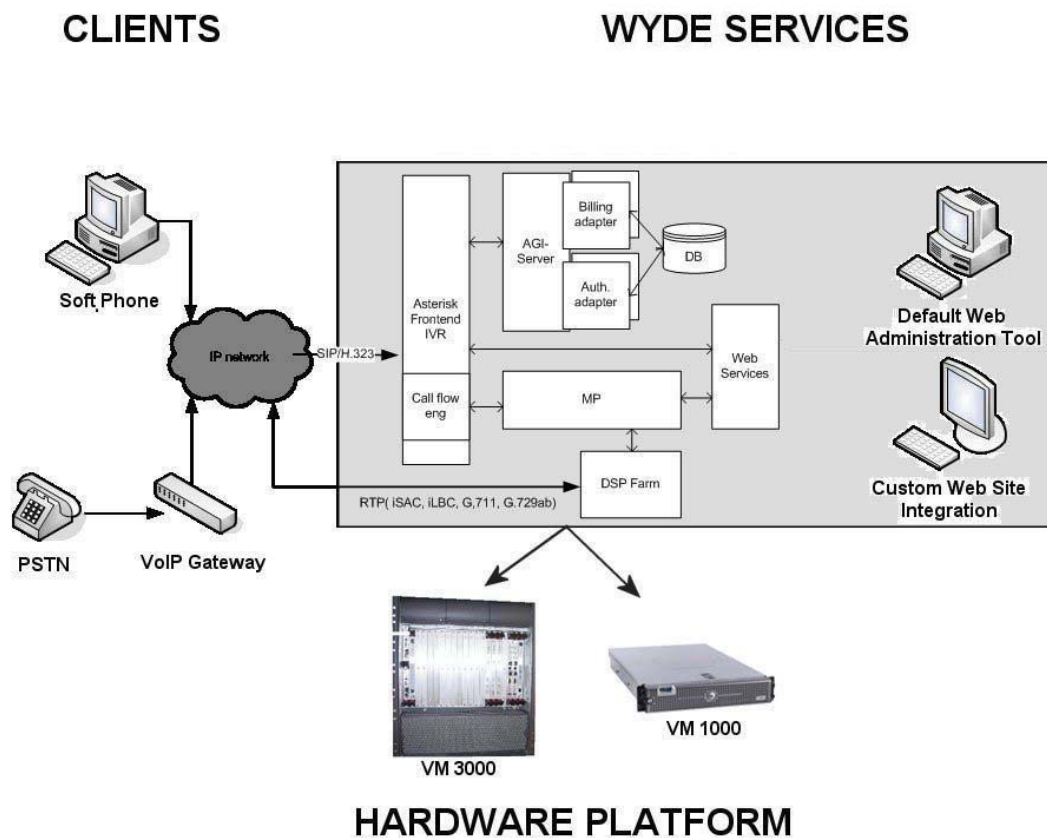 CLIENTS
WYDE SERVICES
Soft Phone
IP network
SIP/H.323
PSTN
VoIP Gateway
Asterisk
Frontend
IVR
Call flow
eng
AGI-
Server
Billing
adapter
Auth.
adapter
DB
MP
Web
Services
DSP Farm
RTP( iSAC, iLBC, G,711, G.729ab)
Default Web
Administration Tool
Custom Web Site
Integration
VM 3000
VM 1000
HARDWARE PLATFORM